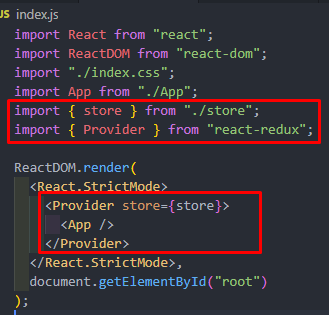 JS index.js
import React from "react";
import ReactDOM from "react-dom";
import "./index.css";
import App from "./App";
import { store } from "./store";
import { Provider } from "react-redux";
ReactDOM.render(
<React.StrictMode>
<Provider store={store}>
<App />
</Provider>
</React.StrictMode>,
document.getElementById("root")
);